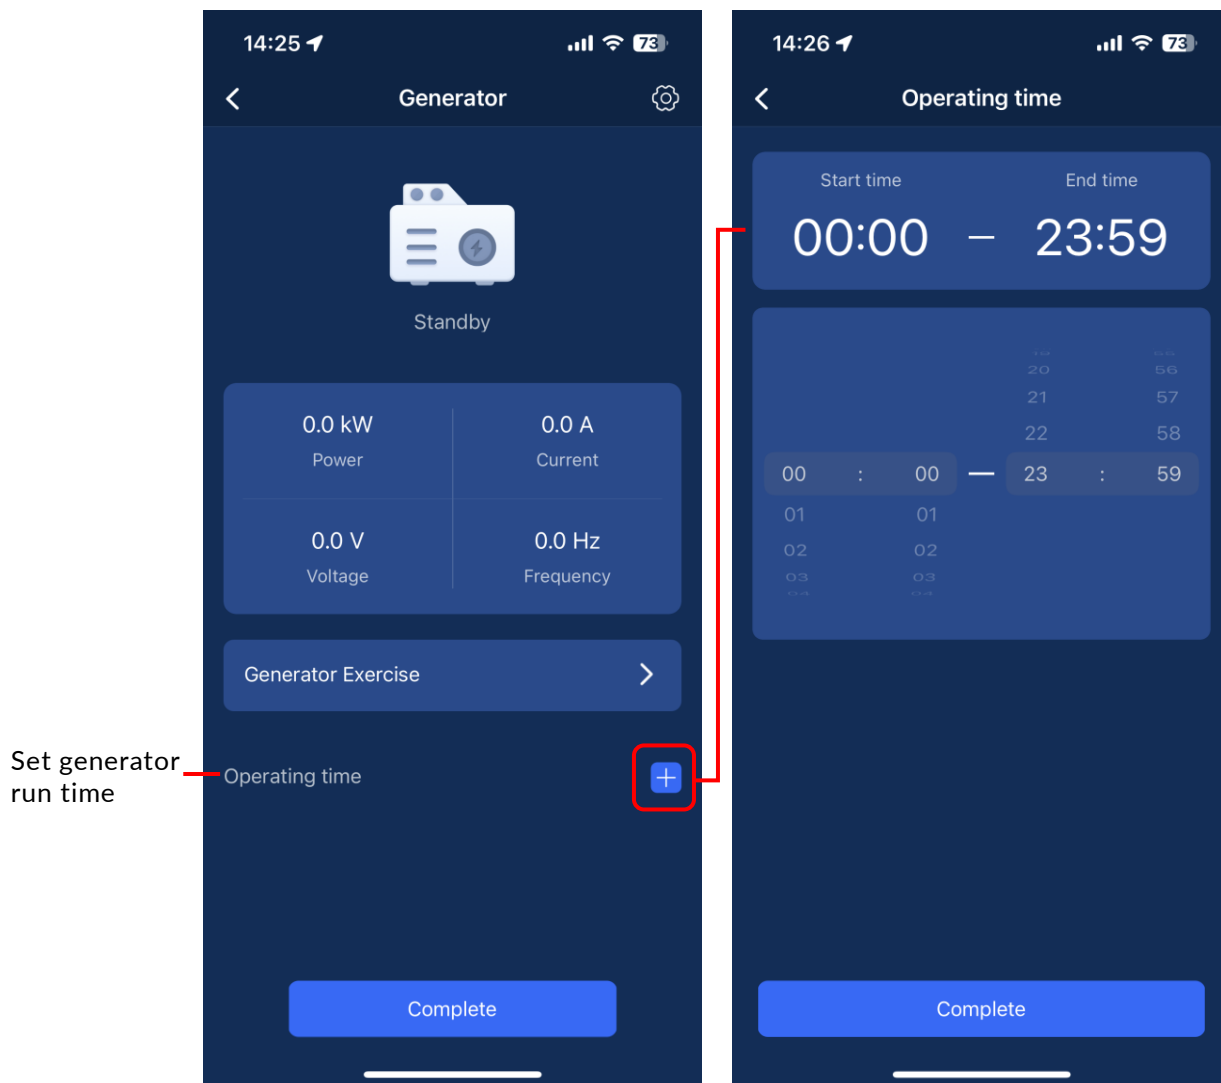 14:25
73
Generator
Standby
0.0 kW
Power
0.0 A
Current
0.0 V
Voltage
0.0 Hz
Frequency
Generator Exercise
Set generator
run time
Operating time
Complete
14:26
73
Operating time
Start time
End time
00:00 – 23:59
20 56
21 57
22 58
00 : 00 — 23 : 59
01 01
02 02
03 03
04 04
Complete